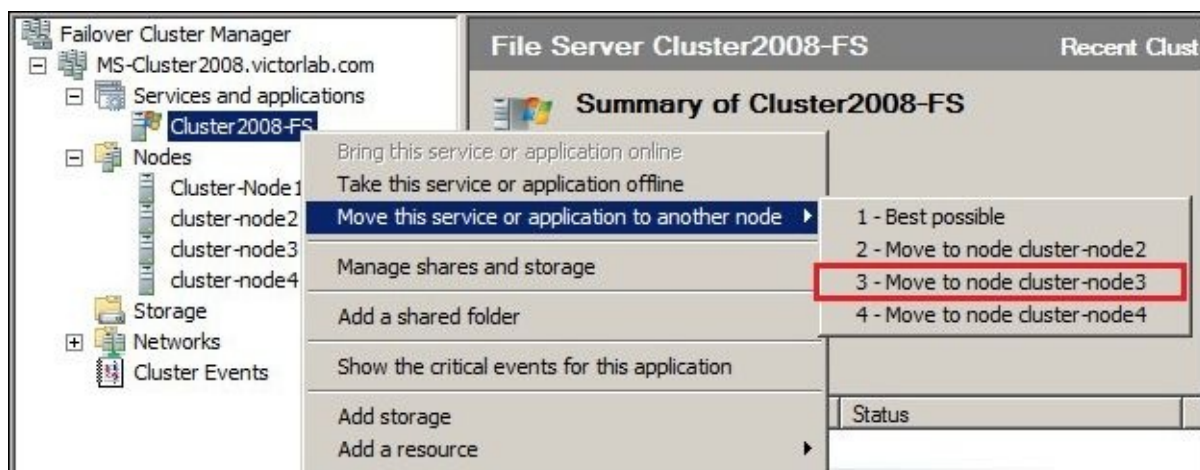 Failover Cluster Manager
MS-Cluster2008.victorlab.com
Services and applications
Cluster2008-FS
Nodes
Cluster-Node1
cluster-node2
cluster-node3
cluster-node4
Storage
Networks
Cluster Events
File Server Cluster2008-FS
Recent Clust
Summary of Cluster2008-FS
Bring this service or application online
Take this service or application offline
Move this service or application to another node
Manage shares and storage
Add a shared folder
Show the critical events for this application
Add storage
Add a resource
1 - Best possible
2 - Move to node cluster-node2
3 - Move to node cluster-node3
4 - Move to node cluster-node4
Status